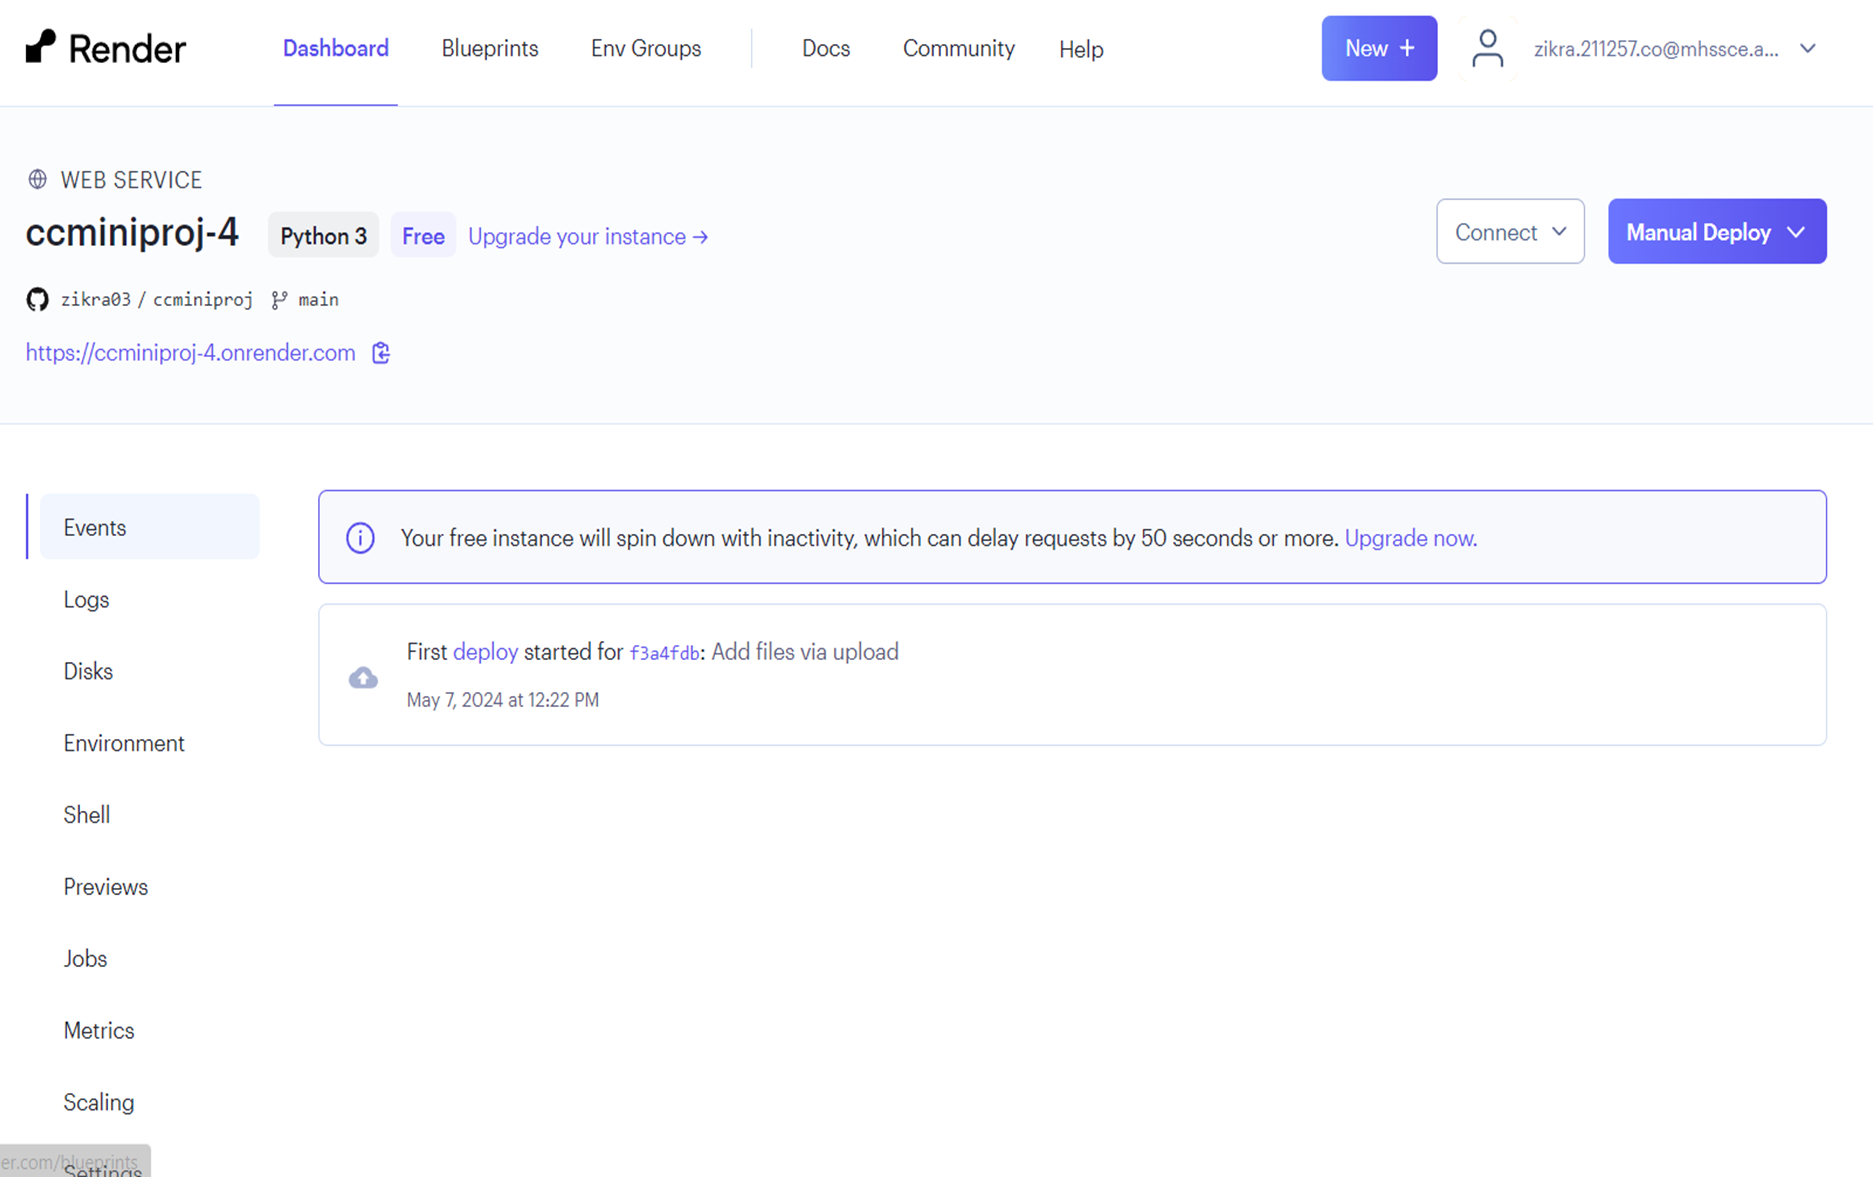 Render Dashboard Blueprints Env Groups Docs Community Help New + zikra.211257.co@mhssce.a...
WEB SERVICE
ccminiproj-4 Python 3 Free Upgrade your instance → Connect Manual Deploy
zikra03 / ccminiproj main
https://ccminiproj-4.onrender.com
Events
Your free instance will spin down with inactivity, which can delay requests by 50 seconds or more. Upgrade now.
Logs
First deploy started for f3a4fdb: Add files via upload
Disks
May 7, 2024 at 12:22 PM
Environment
Shell
Previews
Jobs
Metrics
Scaling
er.com/blueprints
Settings